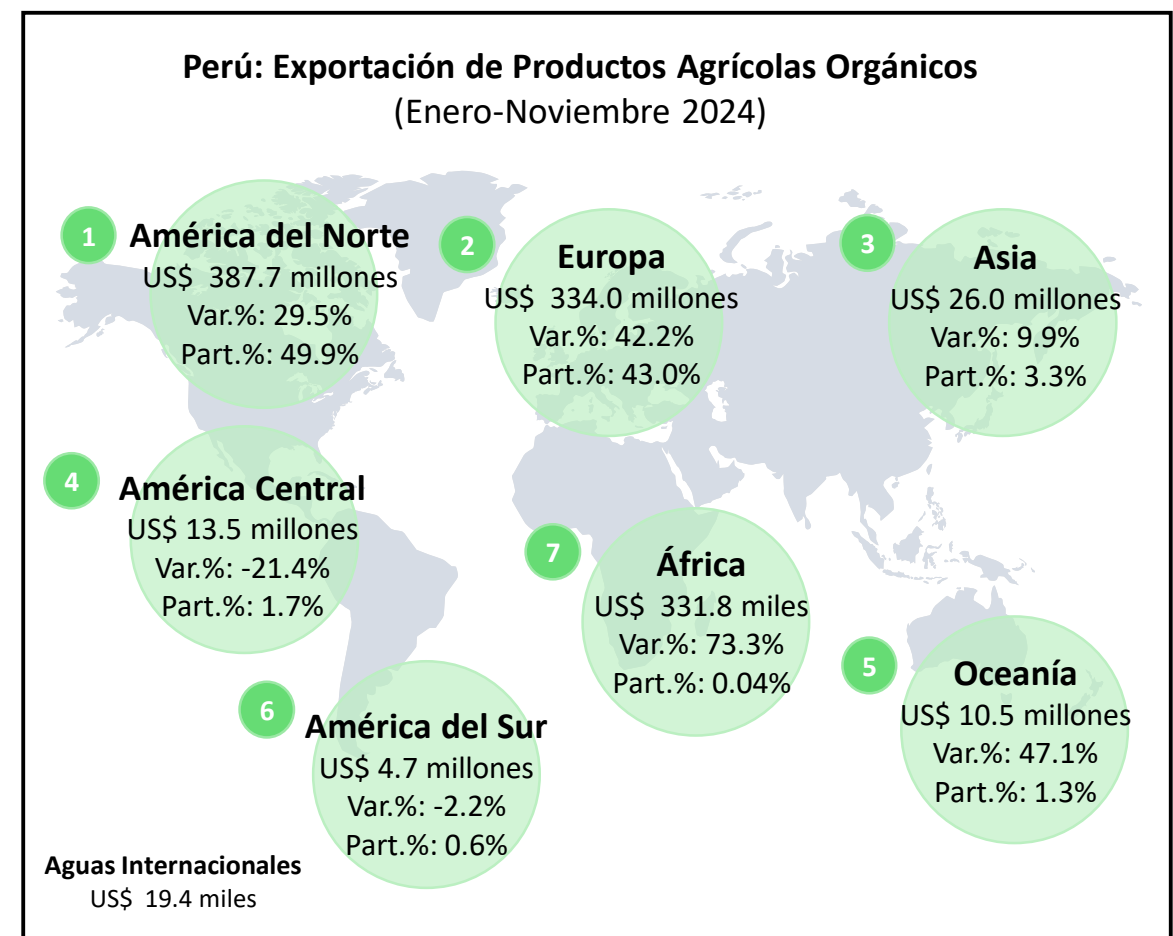 Perú: Exportación de Productos Agrícolas Orgánicos
(Enero-Noviembre 2024)
1
América del Norte
US$ 387.7 millones
Var.%: 29.5%
Part.%: 49.9%
2
Europa
US$ 334.0 millones
Var.%: 42.2%
Part.%: 43.0%
3
Asia
US$ 26.0 millones
Var.%: 9.9%
Part.%: 3.3%
4
América Central
US$ 13.5 millones
Var.%: -21.4%
Part.%: 1.7%
7
África
US$ 331.8 miles
Var.%: 73.3%
Part.%: 0.04%
5
Oceanía
US$ 10.5 millones
Var.%: 47.1%
Part.%: 1.3%
6
América del Sur
US$ 4.7 millones
Var.%: -2.2%
Part.%: 0.6%
Aguas Internacionales
US$ 19.4 miles